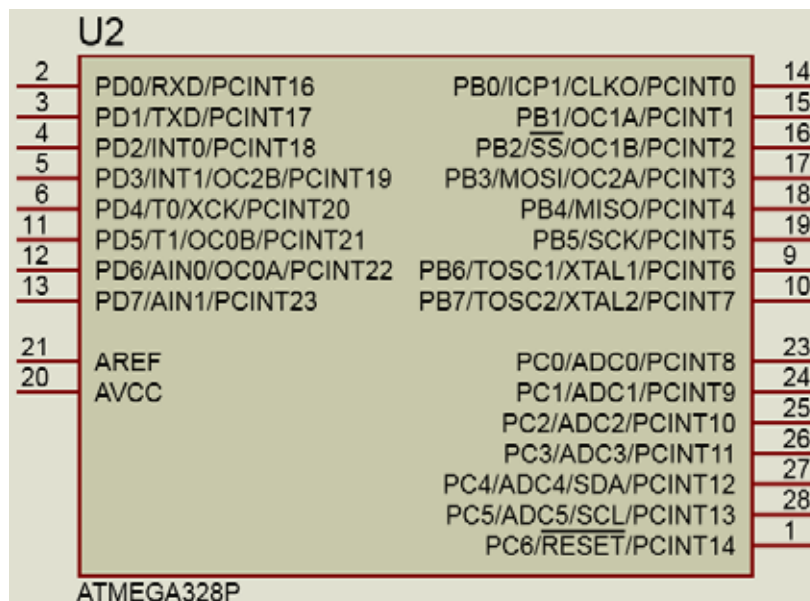 U2
2 PD0/RXD/PCINT16 PB0/ICP1/CLKO/PCINT0 14
3 PD1/TXD/PCINT17 PB1/OC1A/PCINT1 15
4 PD2/INT0/PCINT18 PB2/SS/OC1B/PCINT2 16
5 PD3/INT1/OC2B/PCINT19 PB3/MOSI/OC2A/PCINT3 17
6 PD4/T0/XCK/PCINT20 PB4/MISO/PCINT4 18
11 PD5/T1/OC0B/PCINT21 PB5/SCK/PCINT5 19
12 PD6/AIN0/OC0A/PCINT22 PB6/TOSC1/XTAL1/PCINT6 9
13 PD7/AIN1/PCINT23 PB7/TOSC2/XTAL2/PCINT7 10
21 AREF PC0/ADC0/PCINT8 23
20 AVCC PC1/ADC1/PCINT9 24
PC2/ADC2/PCINT10 25
PC3/ADC3/PCINT11 26
PC4/ADC4/SDA/PCINT12 27
PC5/ADC5/SCL/PCINT13 28
PC6/RESET/PCINT14 1
ATMEGA328P